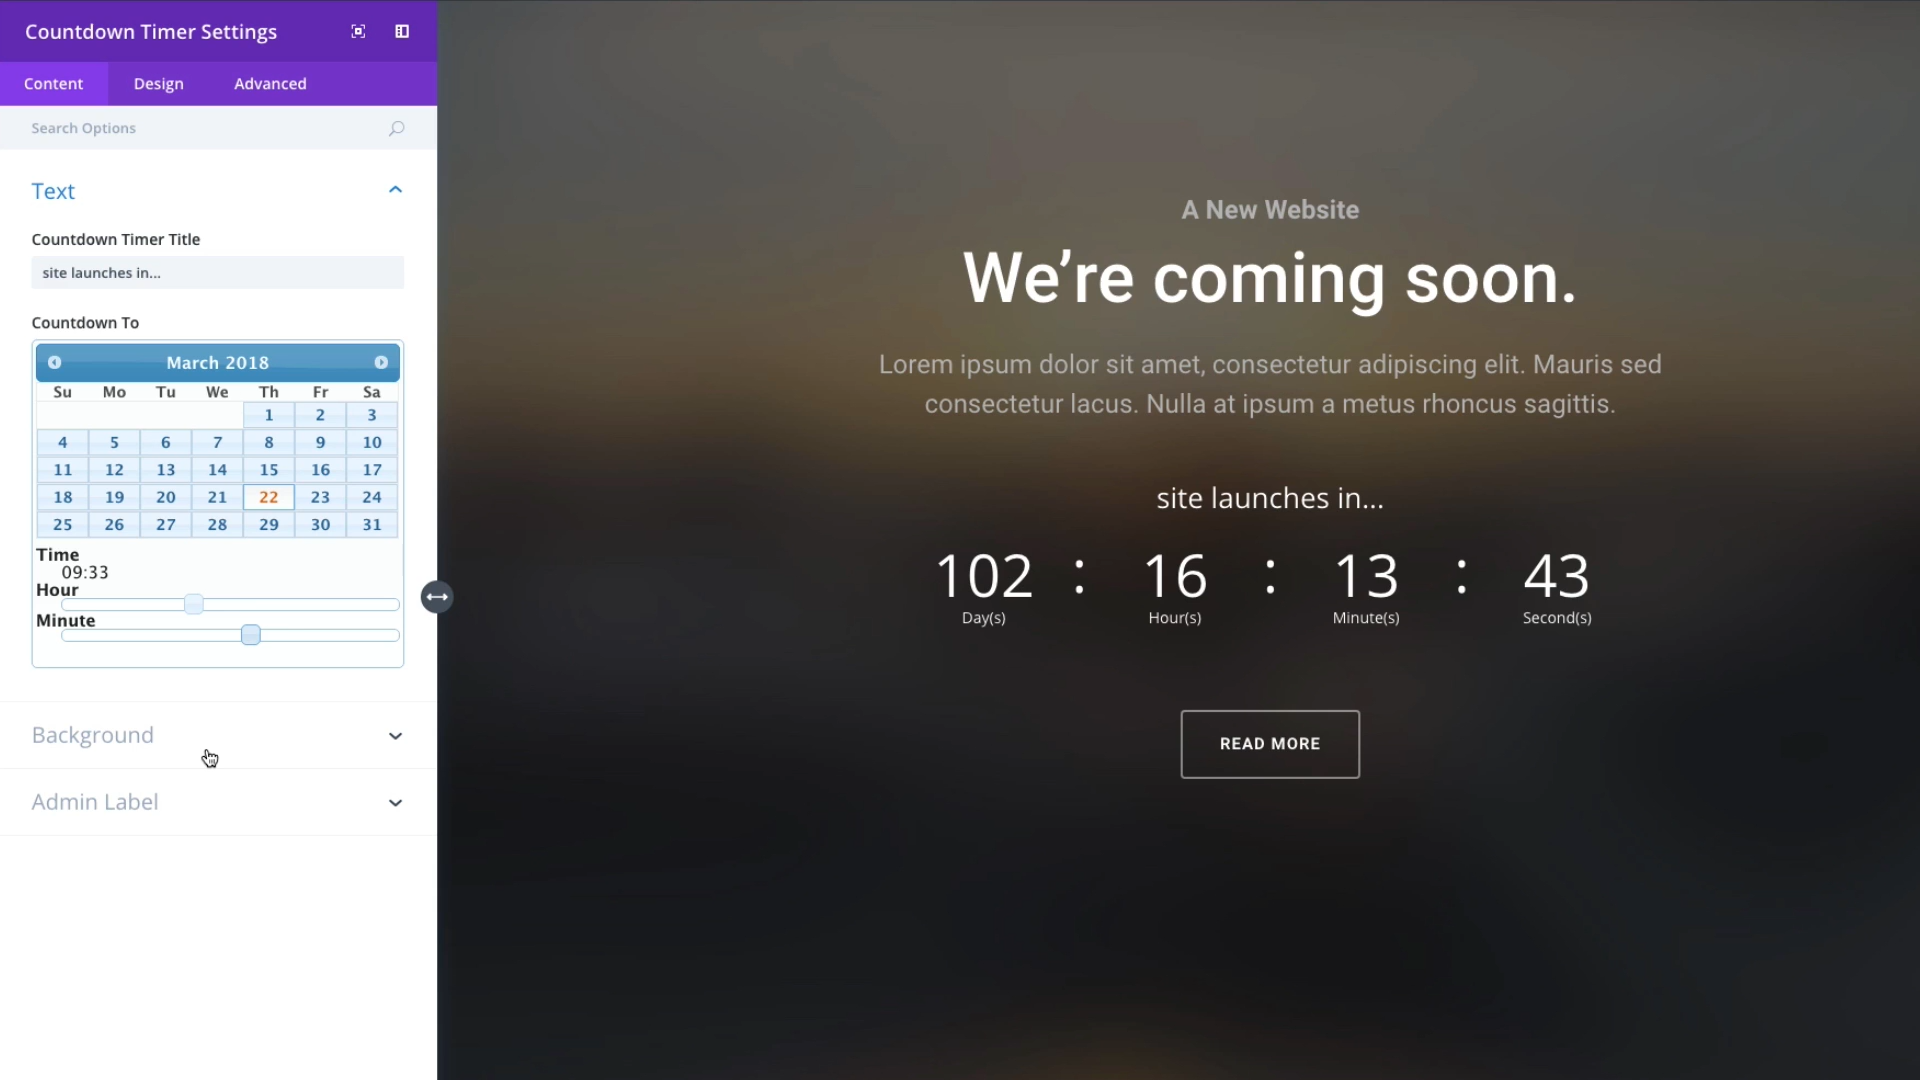 Countdown Timer Settings
Content Design Advanced
Search Options
Text
Countdown Timer Title
site launches in...
Countdown To
March 2018
Su Mo Tu We Th Fr Sa
1 2 3
4 5 6 7 8 9 10
11 12 13 14 15 16 17
18 19 20 21 22 23 24
25 26 27 28 29 30 31
Time
09:33
Hour
Minute
Background
Admin Label
A New Website
We’re coming soon.
Lorem ipsum dolor sit amet, consectetur adipiscing elit. Mauris sed
consectetur lacus. Nulla at ipsum a metus rhoncus sagittis.
site launches in...
102 : 16 : 13 : 43
Day(s) Hour(s) Minute(s) Second(s)
READ MORE